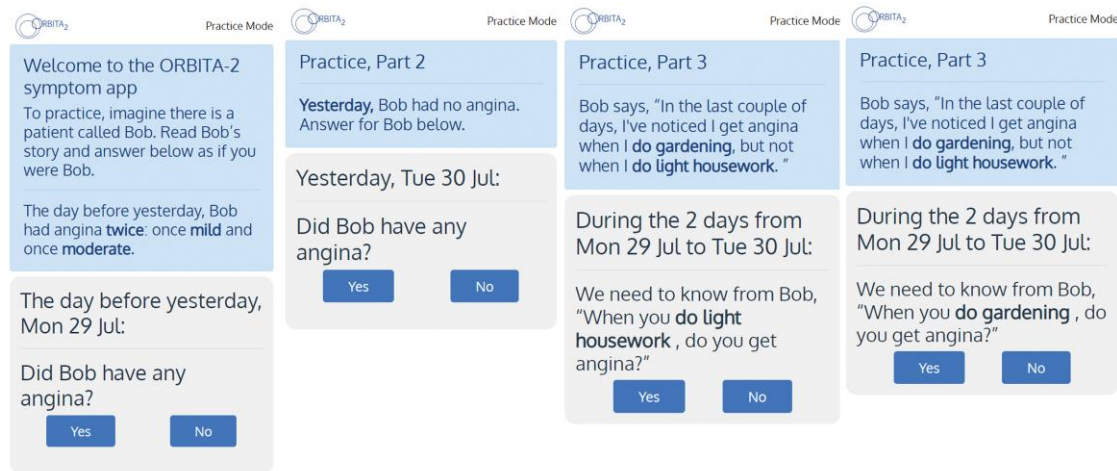 ORBITA2
Practice Mode
Welcome to the ORBITA-2
symptom app
To practice, imagine there is a
patient called Bob. Read Bob's
story and answer below as if you
were Bob.
The day before yesterday, Bob
had angina twice: once mild and
once moderate.
The day before yesterday,
Mon 29 Jul:
Did Bob have any
angina?
Yes
No
ORBITA2
Practice Mode
Practice, Part 2
Yesterday, Bob had no angina.
Answer for Bob below.
Yesterday, Tue 30 Jul:
Did Bob have any
angina?
Yes
No
ORBITA2
Practice Mode
Practice, Part 3
Bob says, “In the last couple of
days, I've noticed I get angina
when I do gardening, but not
when I do light housework. ”
During the 2 days from
Mon 29 Jul to Tue 30 Jul:
We need to know from Bob,
“When you do light
housework , do you get
angina?”
Yes
No
ORBITA2
Practice Mode
Practice, Part 3
Bob says, “In the last couple of
days, I've noticed I get angina
when I do gardening, but not
when I do light housework. ”
During the 2 days from
Mon 29 Jul to Tue 30 Jul:
We need to know from Bob,
“When you do gardening , do
you get angina?”
Yes
No